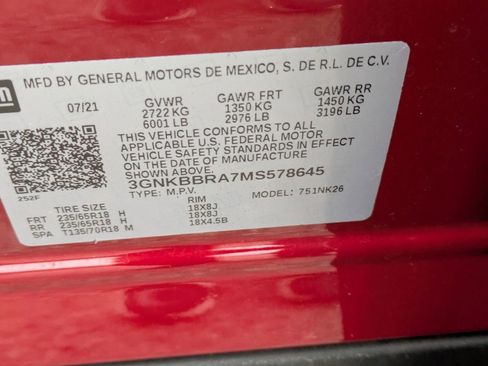 gm
MFD BY GENERAL MOTORS DE MEXICO, S. DE R.L. DE C.V.
07/21 GVWR GAWR FRT GAWR RR
2722 KG 1350 KG 1450 KG
6001 LB 2976 LB 3196 LB
THIS VEHICLE CONFORMS TO ALL
APPLICABLE U.S. FEDERAL MOTOR
VEHICLE SAFETY STANDARDS IN EFFECT
ON THE DATE OF MANUFACTURE SHOWN ABOVE.
3GNKBBRA7MS578645
252F TYPE: M.P.V. MODEL: 751NK26
TIRE SIZE RIM
FRT 235/65R18 H 18X8J
RR 235/65R18 H 18X8J
SPA T135/70R18 M 18X4.5B